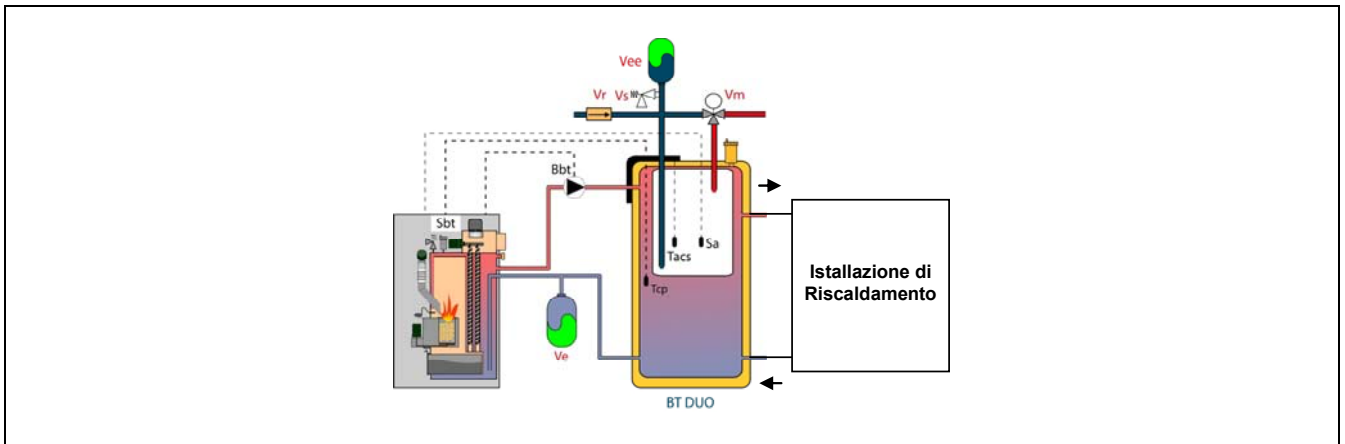 Vee
Vr
Vs
Vm
Bbt
Sbt
Sa
Tacs
Tcp
Istallazione di
Riscaldamento
Ve
BT DUO